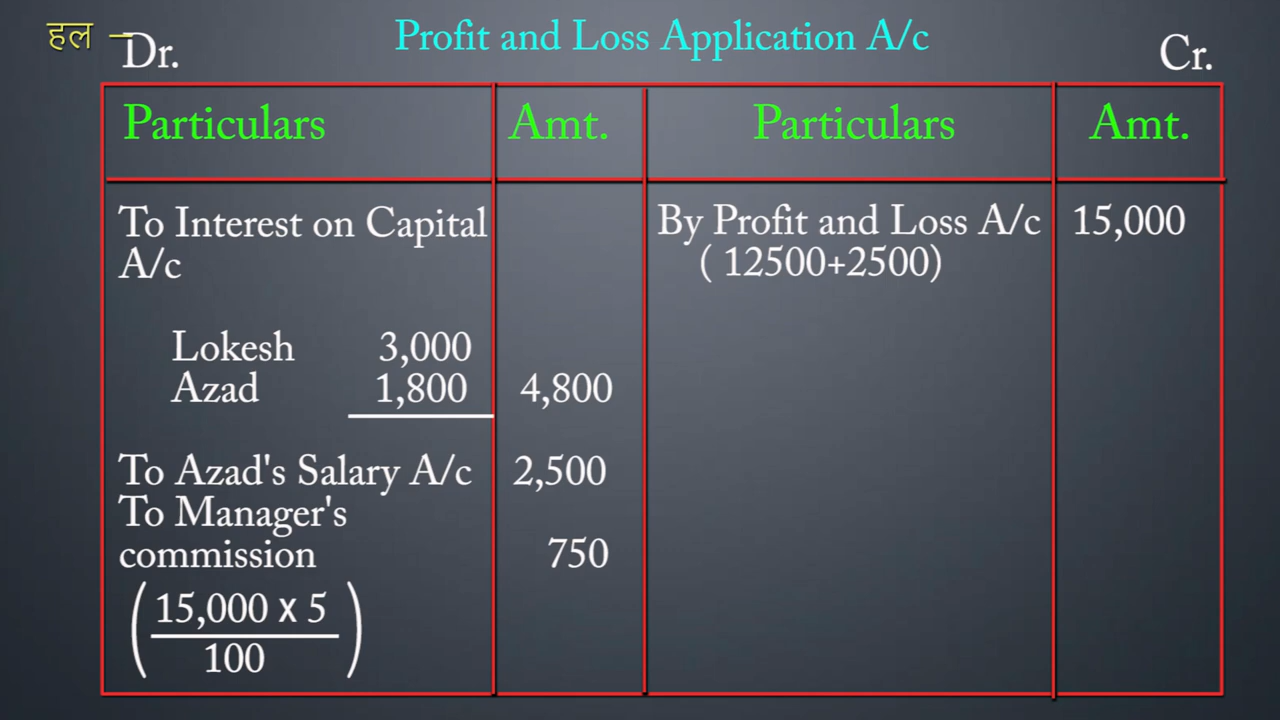 हल –
Profit and Loss Application A/c
Dr.
Cr.
Particulars Amt. Particulars Amt.
To Interest on Capital
A/c
Lokesh 3,000
Azad 1,800 4,800
To Azad's Salary A/c 2,500
To Manager's
commission 750
(15,000 x 5
100)
By Profit and Loss A/c 15,000
( 12500+2500)